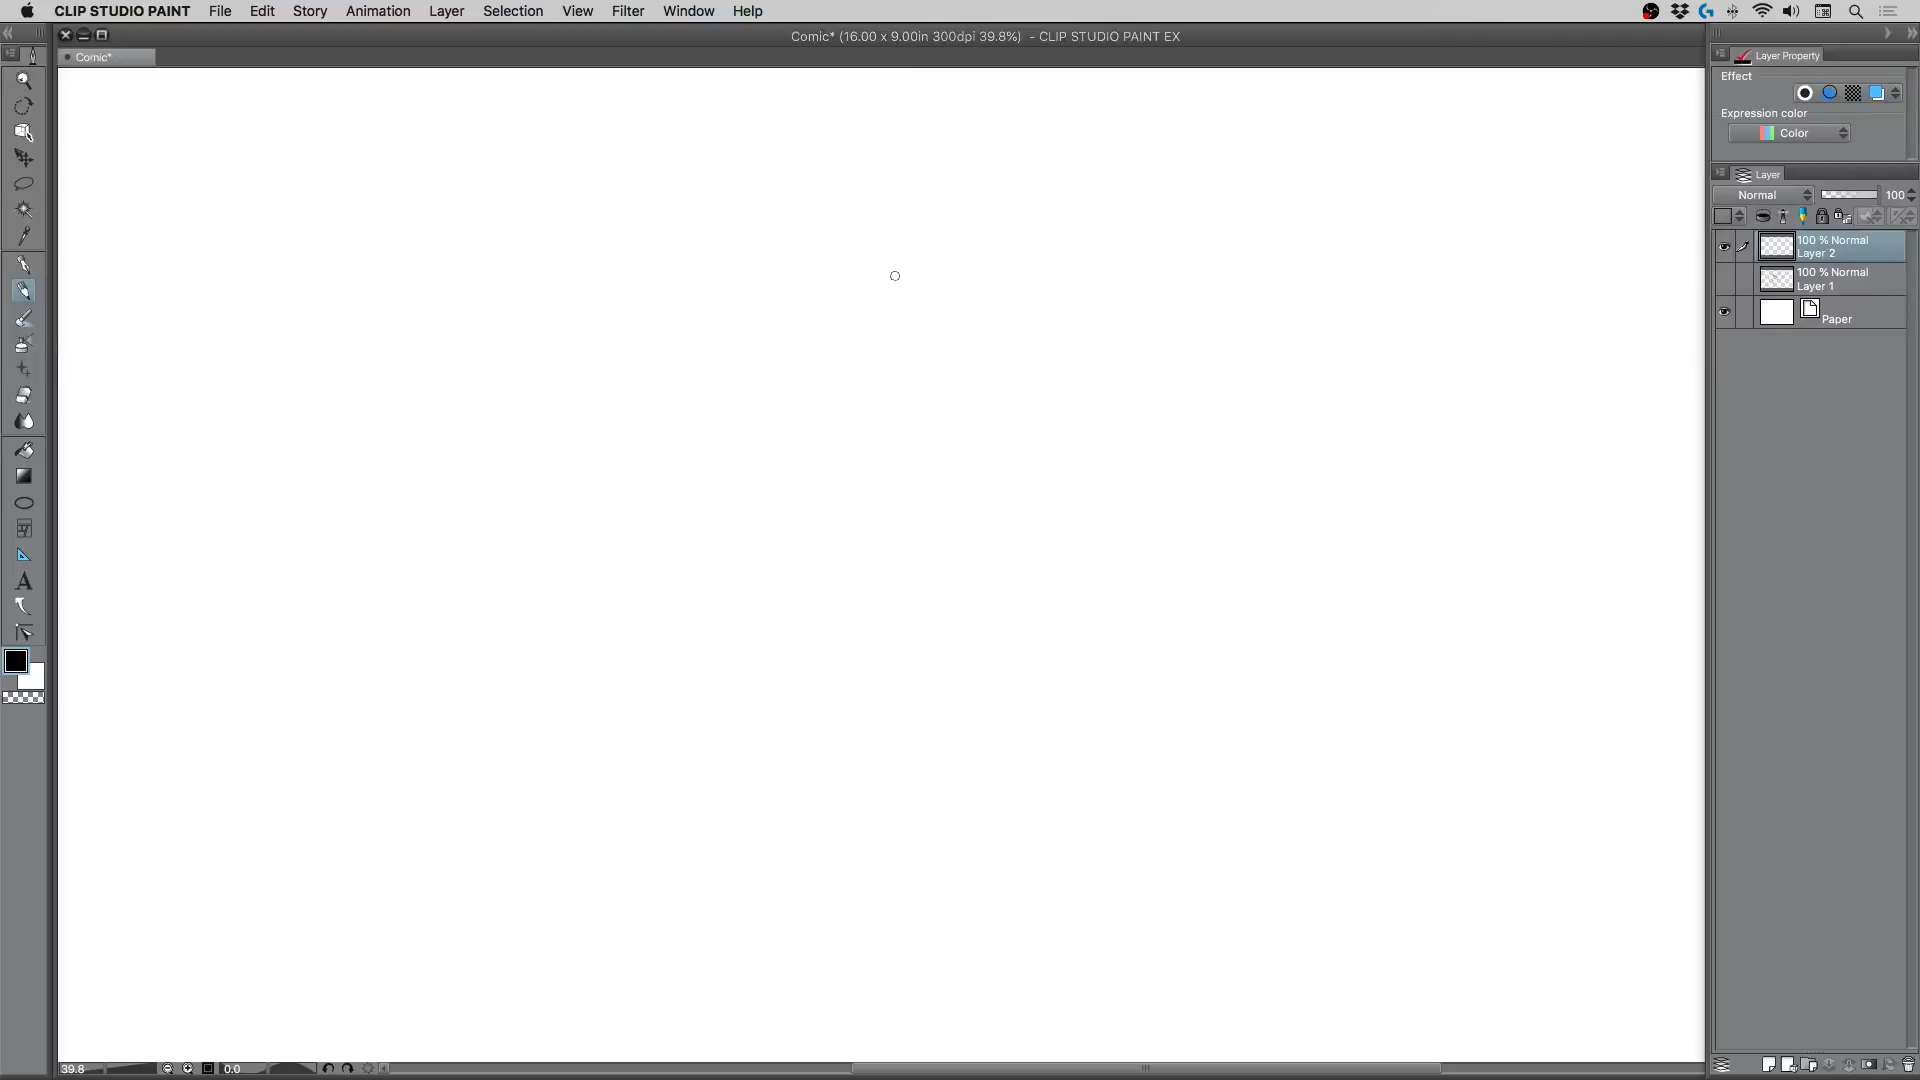 CLIP STUDIO PAINT File Edit Story Animation Layer Selection View Filter Window Help
Comic* (16.00 x 9.00in 300dpi 39.8%) - CLIP STUDIO PAINT EX
Comic*
Layer Property
Effect
Expression color
Color
Layer
Normal 100
100 % Normal
Layer 2
100 % Normal
Layer 1
Paper
39.8 0.0